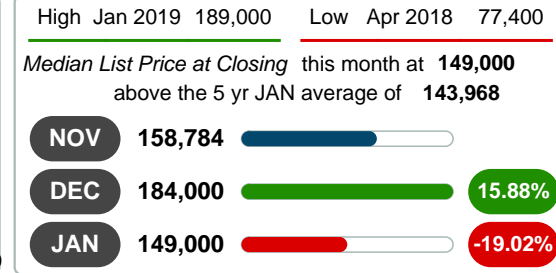 High Jan 2019 189,000 Low Apr 2018 77,400
Median List Price at Closing this month at 149,000
above the 5 yr JAN average of 143,968
NOV 158,784
DEC 184,000 15.88%
JAN 149,000 -19.02%